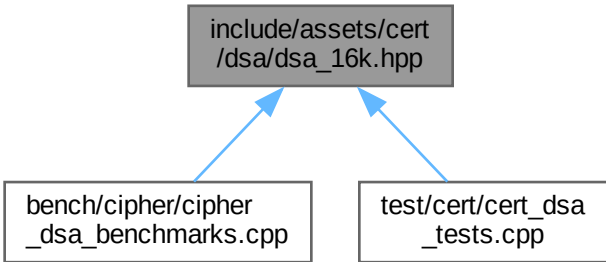 include/assets/cert
/dsa/dsa_16k.hpp
bench/cipher/cipher
_dsa_benchmarks.cpp
test/cert/cert_dsa
_tests.cpp